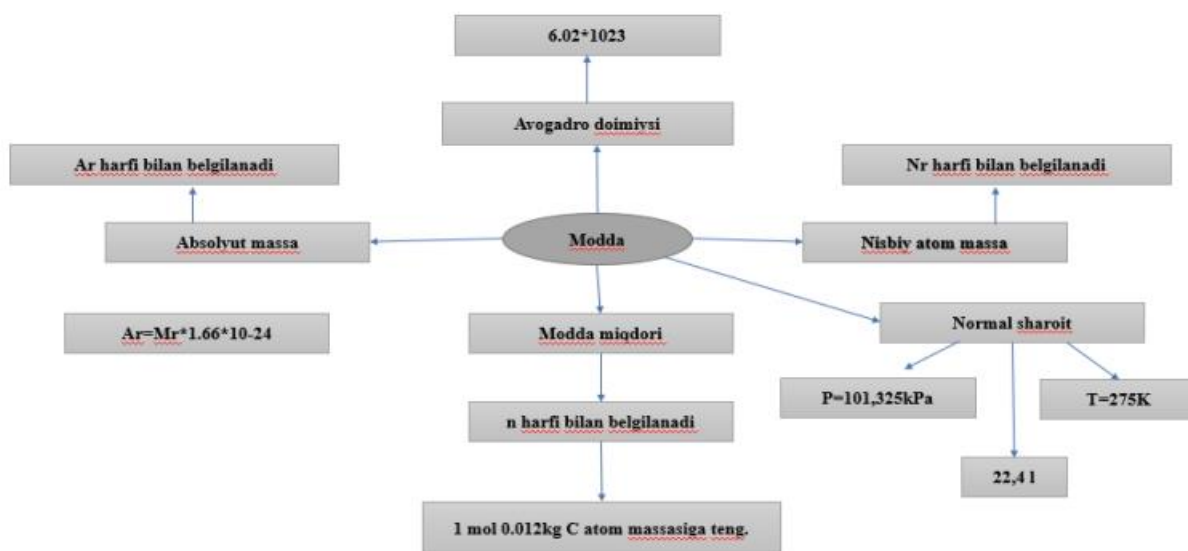 6.02*1023
Avogadro doimiysi
Ar harfi bilan belgilanadi
Nr harfi bilan belgilanadi
Absolyut massa
Modda
Nisbiy atom massa
Ar=Mr*1.66*10-24
Modda miqdori
Normal sharoit
P=101,325kPa
T=275K
n harfi bilan belgilanadi
22,4 l
1 mol 0.012kg C atom massasiga teng.